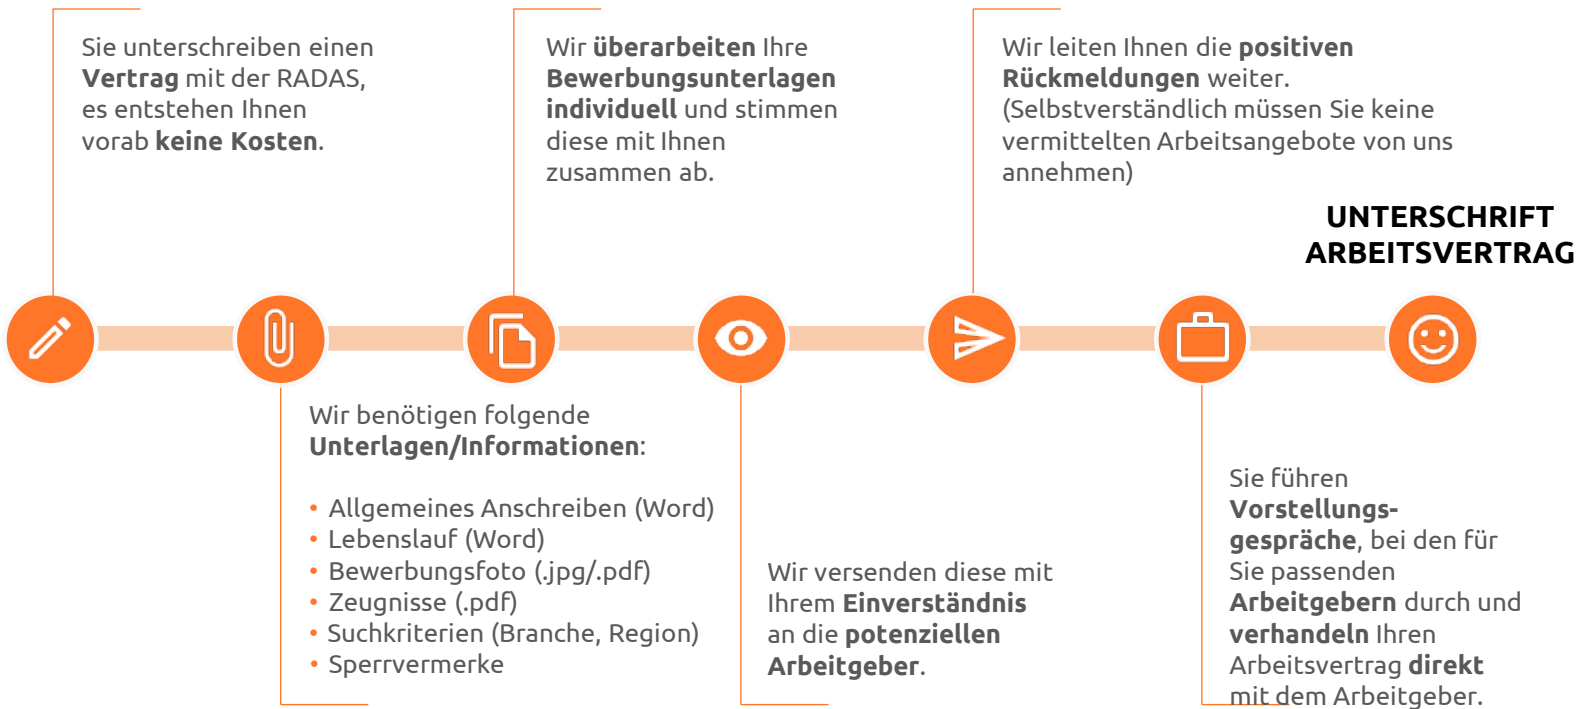 Sie unterschreiben einen
Vertrag mit der RADAS,
es entstehen Ihnen
vorab keine Kosten.
Wir benötigen folgende
Unterlagen/Informationen:
• Allgemeines Anschreiben (Word)
• Lebenslauf (Word)
• Bewerbungsfoto (.jpg/.pdf)
• Zeugnisse (.pdf)
• Suchkriterien (Branche, Region)
• Sperrvermerke
Wir überarbeiten Ihre
Bewerbungsunterlagen
individuell und stimmen
diese mit Ihnen
zusammen ab.
Wir versenden diese mit
Ihrem Einverständnis
an die potenziellen
Arbeitgeber.
Wir leiten Ihnen die positiven
Rückmeldungen weiter.
(Selbstverständlich müssen Sie keine
vermittelten Arbeitsangebote von uns
annehmen)
Sie führen
Vorstellungs-
gespräche, bei den für
Sie passenden
Arbeitgebern durch und
verhandeln Ihren
Arbeitsvertrag direkt
mit dem Arbeitgeber.
UNTERSCHRIFT
ARBEITSVERTRAG